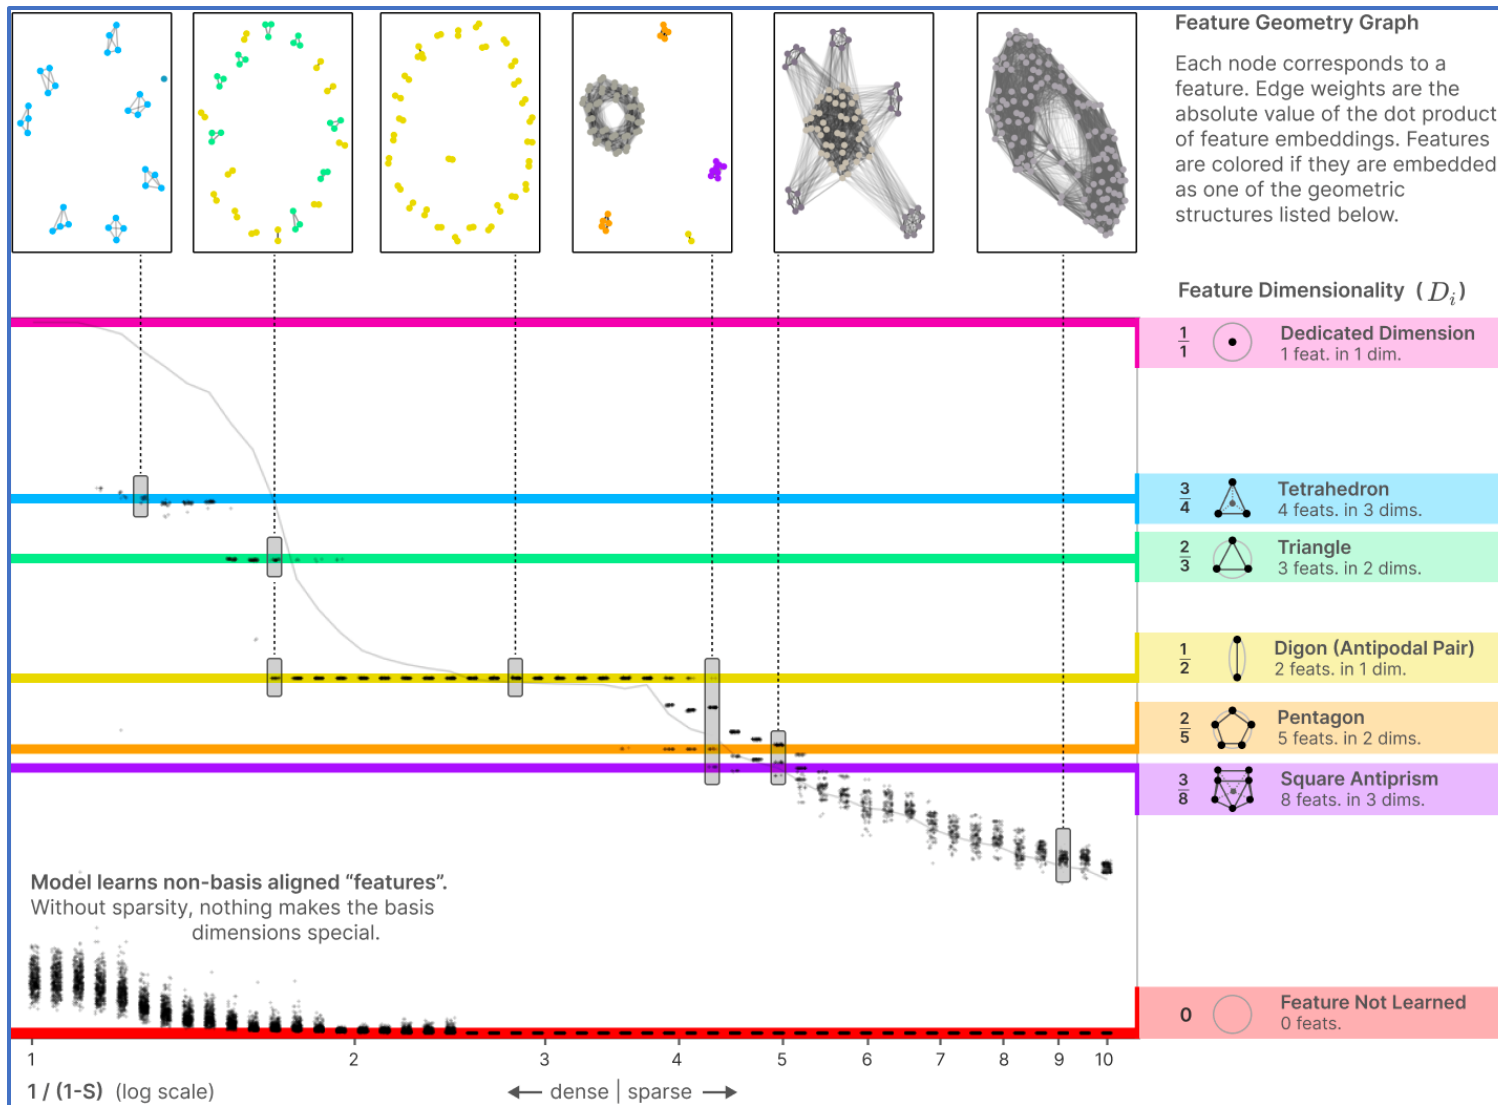 Feature Geometry Graph
Each node corresponds to a
feature. Edge weights are the
absolute value of the dot product
of feature embeddings. Features
are colored if they are embedded
as one of the geometric
structures listed below.
Feature Dimensionality ( D_i )
1/1
Dedicated Dimension
1 feat. in 1 dim.
3/4
Tetrahedron
4 feats. in 3 dims.
2/3
Triangle
3 feats. in 2 dims.
1/2
Digon (Antipodal Pair)
2 feats. in 1 dim.
2/5
Pentagon
5 feats. in 2 dims.
3/8
Square Antiprism
8 feats. in 3 dims.
Model learns non-basis aligned “features”.
Without sparsity, nothing makes the basis
dimensions special.
0
Feature Not Learned
0 feats.
1 2 3 4 5 6 7 8 9 10
1 / (1-S) (log scale)
← dense | sparse →